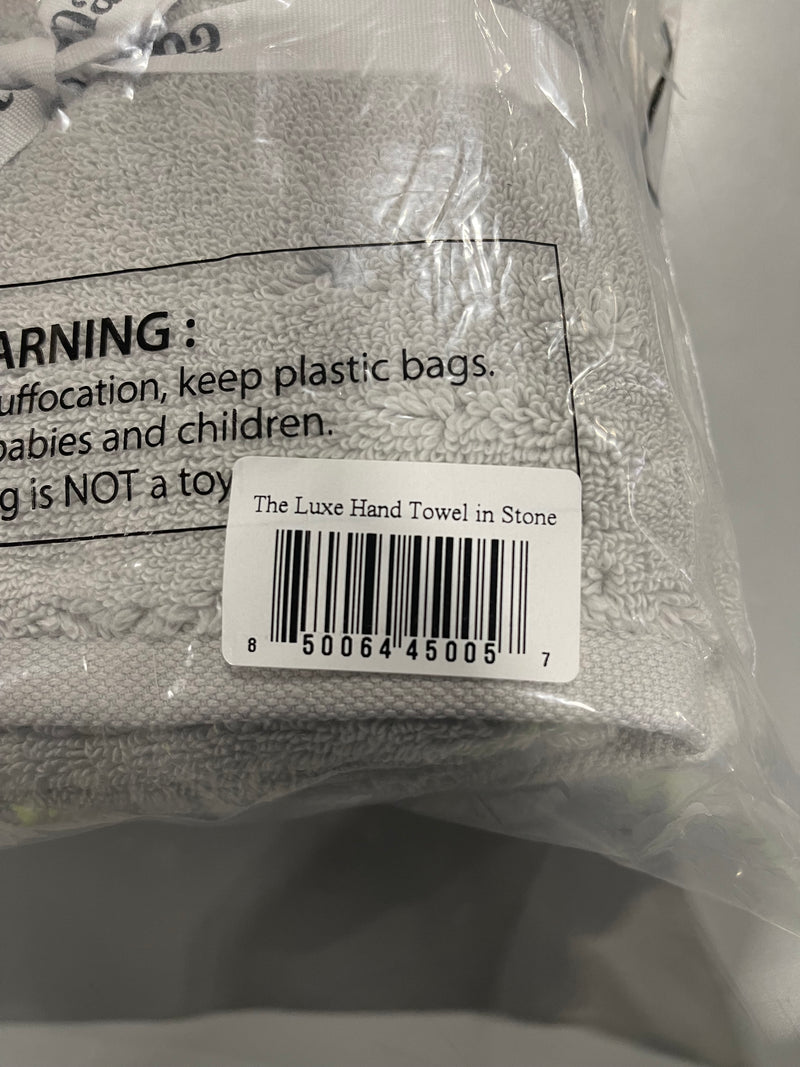 ARNING :
uffocation, keep plastic bags.
babies and children.
g is NOT a toy
The Luxe Hand Towel in Stone
8 50064 45005 7